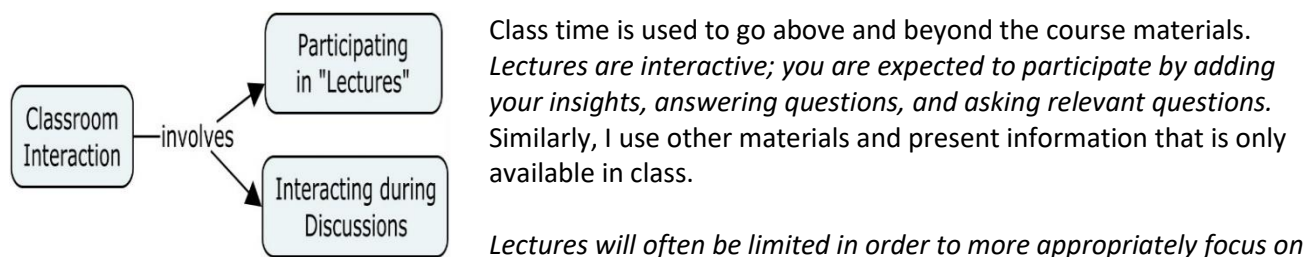 Classroom
Interaction
involves
Participating
in "Lectures"
Interacting during
Discussions
Class time is used to go above and beyond the course materials.
Lectures are interactive; you are expected to participate by adding
your insights, answering questions, and asking relevant questions.
Similarly, I use other materials and present information that is only
available in class.
Lectures will often be limited in order to more appropriately focus on